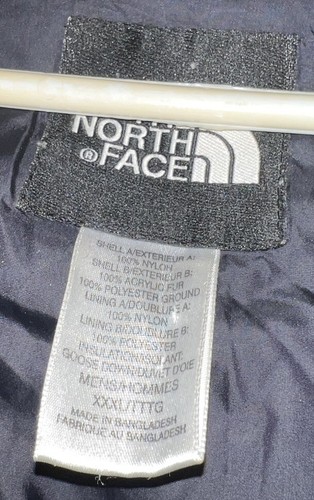 THE
NORTH
® FACE
SHELL A/EXTERIEUR A:
100% NYLON
SHELL B/EXTERIEUR B:
100% ACRYLIC FUR
100% POLYESTER GROUND
LINING A/DOUBLURE A:
100% NYLON
LINING B/DOUBLURE B:
100% POLYESTER
INSULATION/ISOLANT:
GOOSE DOWN/DUVET D'OIE
MENS/HOMMES
XXXL/TTTG
MADE IN BANGLADESH
FABRIQUE AU BANGLADESH